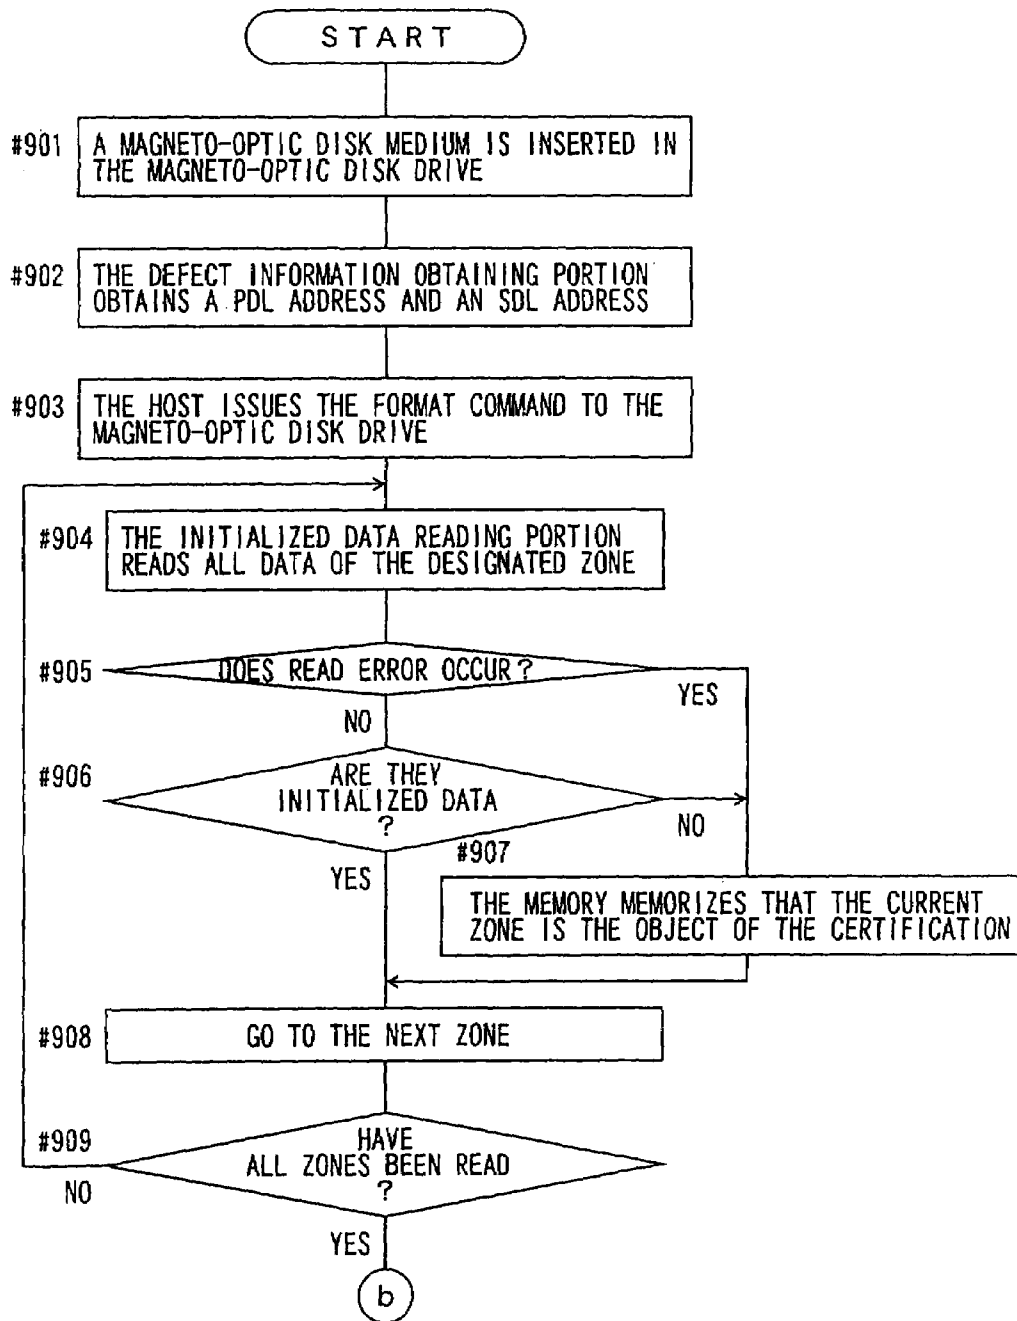 START
#901
A MAGNETO-OPTIC DISK MEDIUM IS INSERTED IN
THE MAGNETO-OPTIC DISK DRIVE
#902
THE DEFECT INFORMATION OBTAINING PORTION
OBTAINS A PDL ADDRESS AND AN SDL ADDRESS
#903
THE HOST ISSUES THE FORMAT COMMAND TO THE
MAGNETO-OPTIC DISK DRIVE
#904
THE INITIALIZED DATA READING PORTION
READS ALL DATA OF THE DESIGNATED ZONE
#905
DOES READ ERROR OCCUR?
YES
NO
#906
ARE THEY
INITIALIZED DATA
?
NO
YES
#907
THE MEMORY MEMORIZES THAT THE CURRENT
ZONE IS THE OBJECT OF THE CERTIFICATION
#908
GO TO THE NEXT ZONE
#909
HAVE
ALL ZONES BEEN READ
?
NO
YES
b